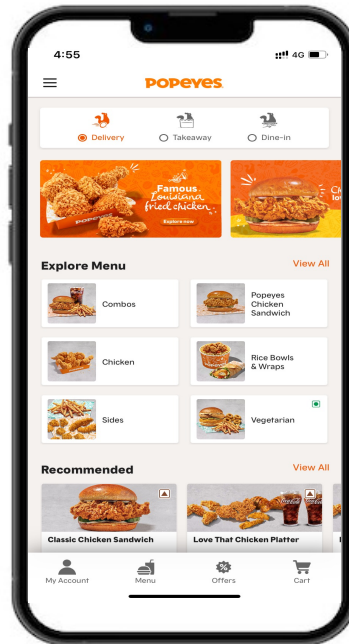 4:55
4G
POPEYES
Delivery
Takeaway
Dine-in
Famous
Louisiana
fried chicken
Explore now
POPEYES
Explore Menu
View All
Combos
Popeyes
Chicken
Sandwich
Chicken
Rice Bowls
& Wraps
Sides
Vegetarian
Recommended
View All
Classic Chicken Sandwich
Love That Chicken Platter
My Account
Menu
Offers
Cart